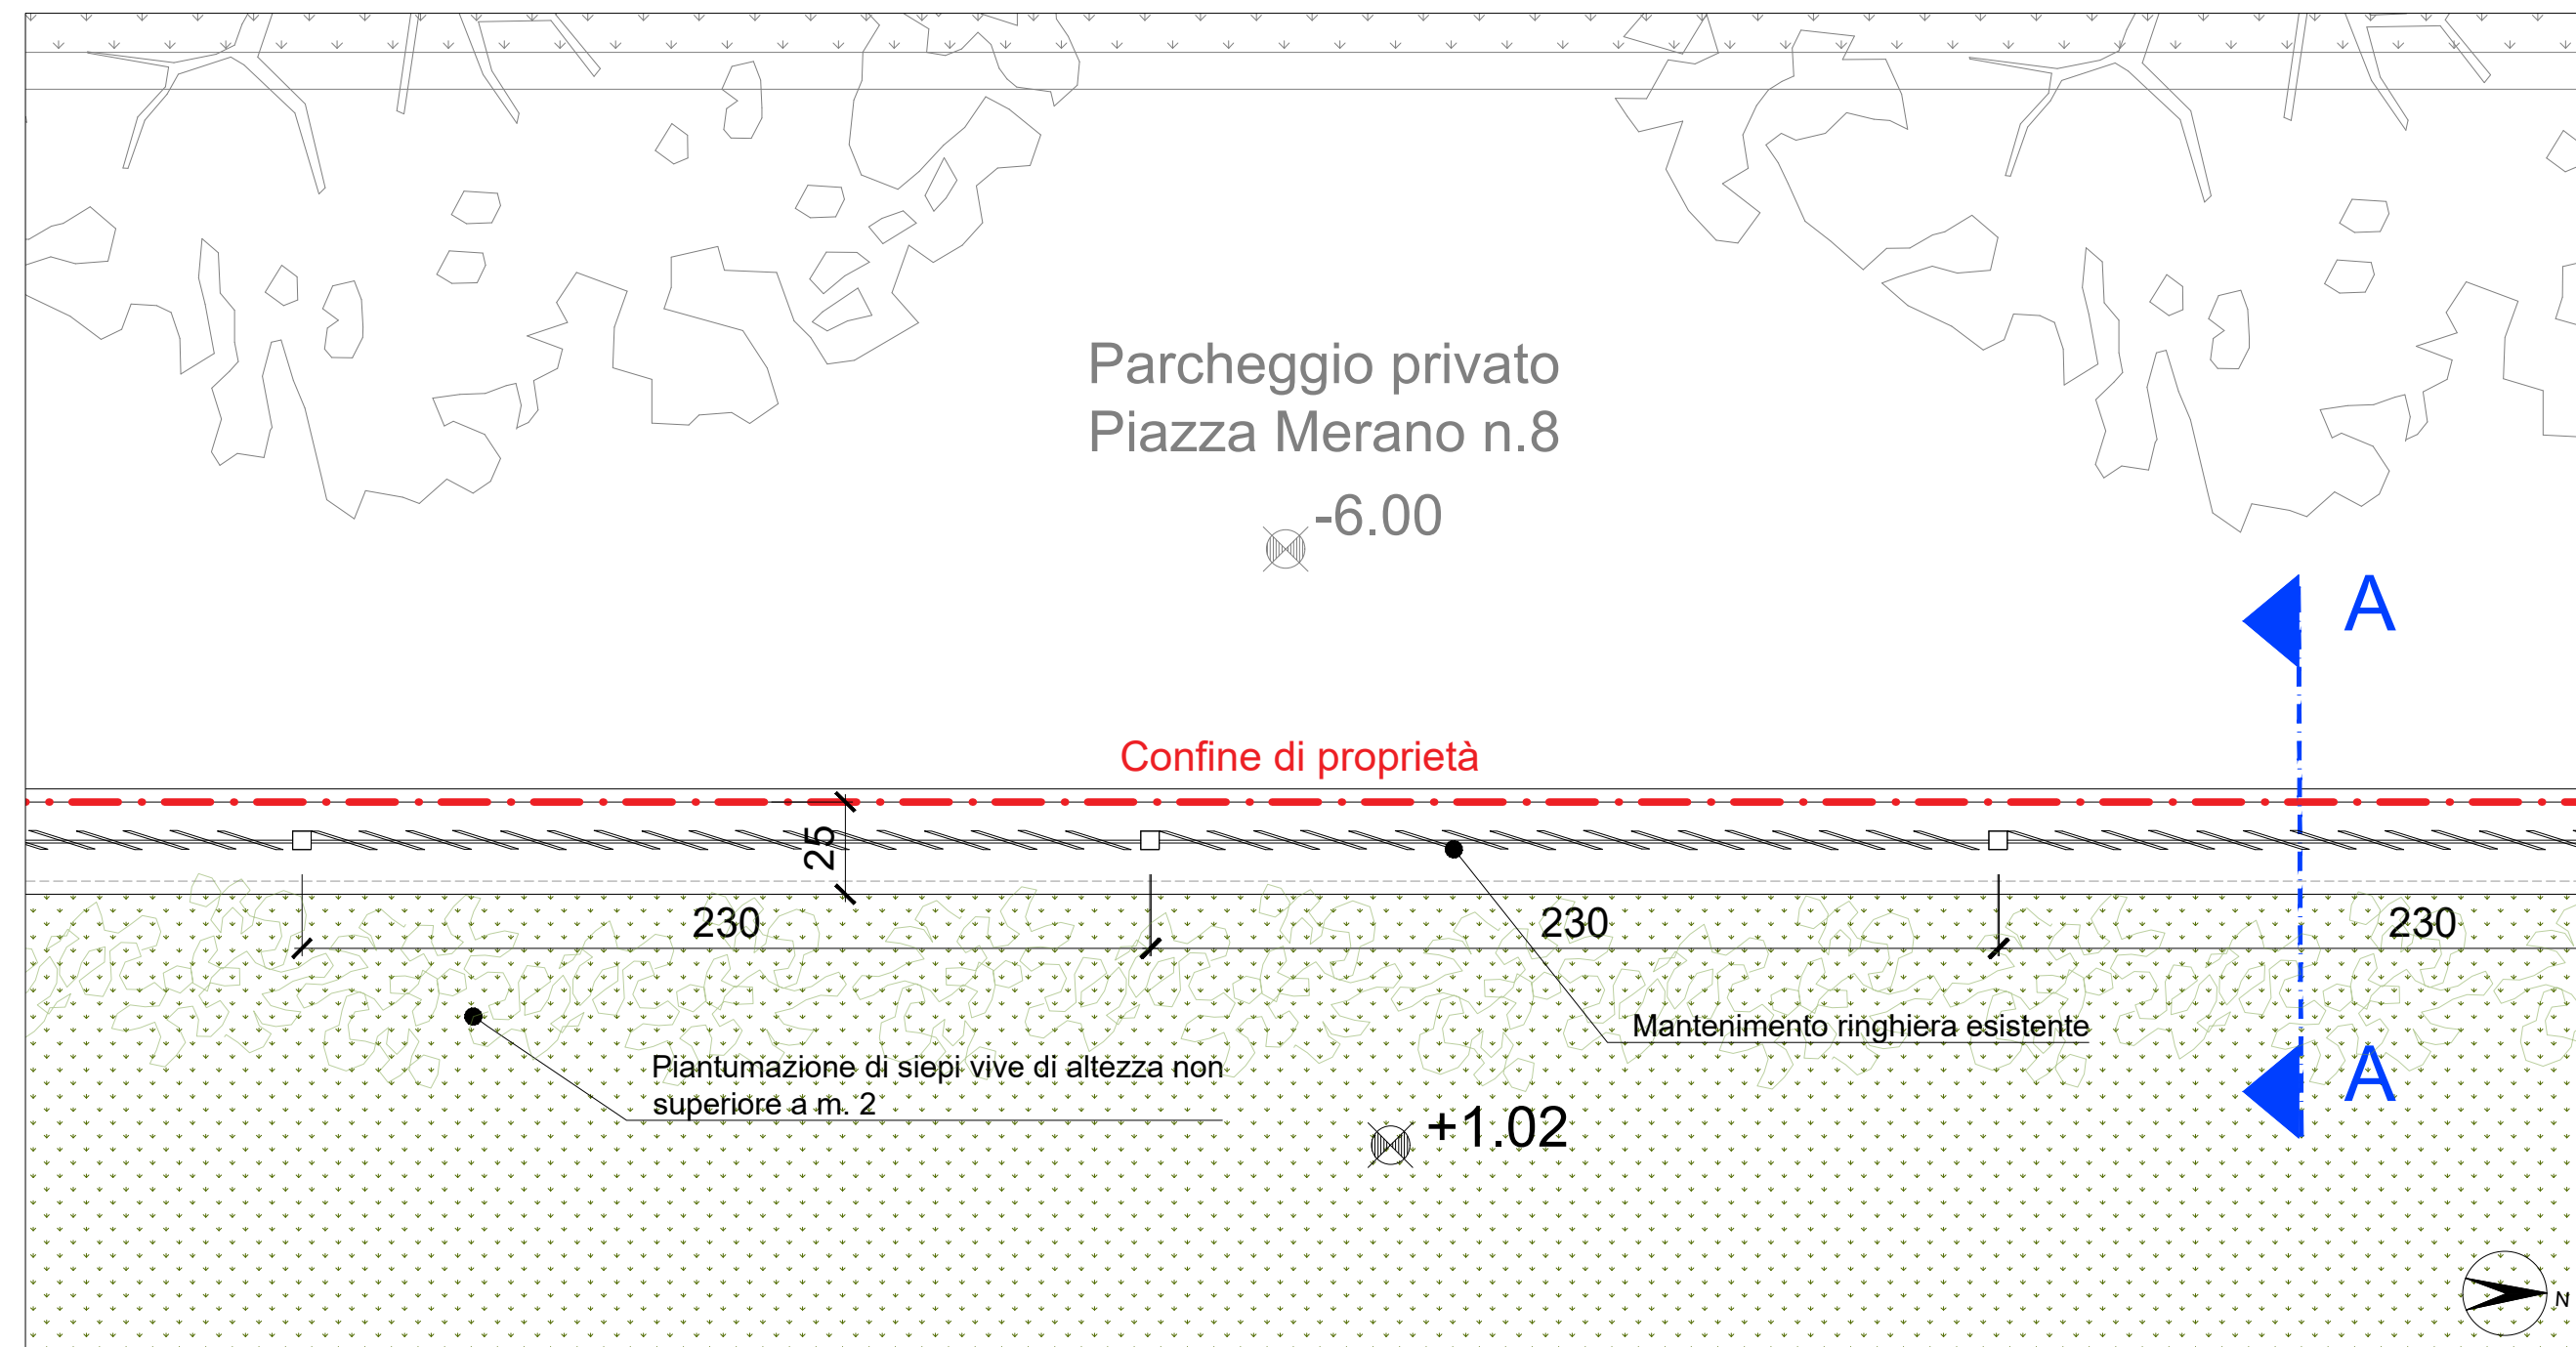 Parcheggio privato
Piazza Merano n.8
-6.00
A
Confine di proprietà
25
230
230
230
Mantenimento ringhiera esistente
Piantumazione di siepi vive di altezza non
superiore a m. 2
A
+1.02
N